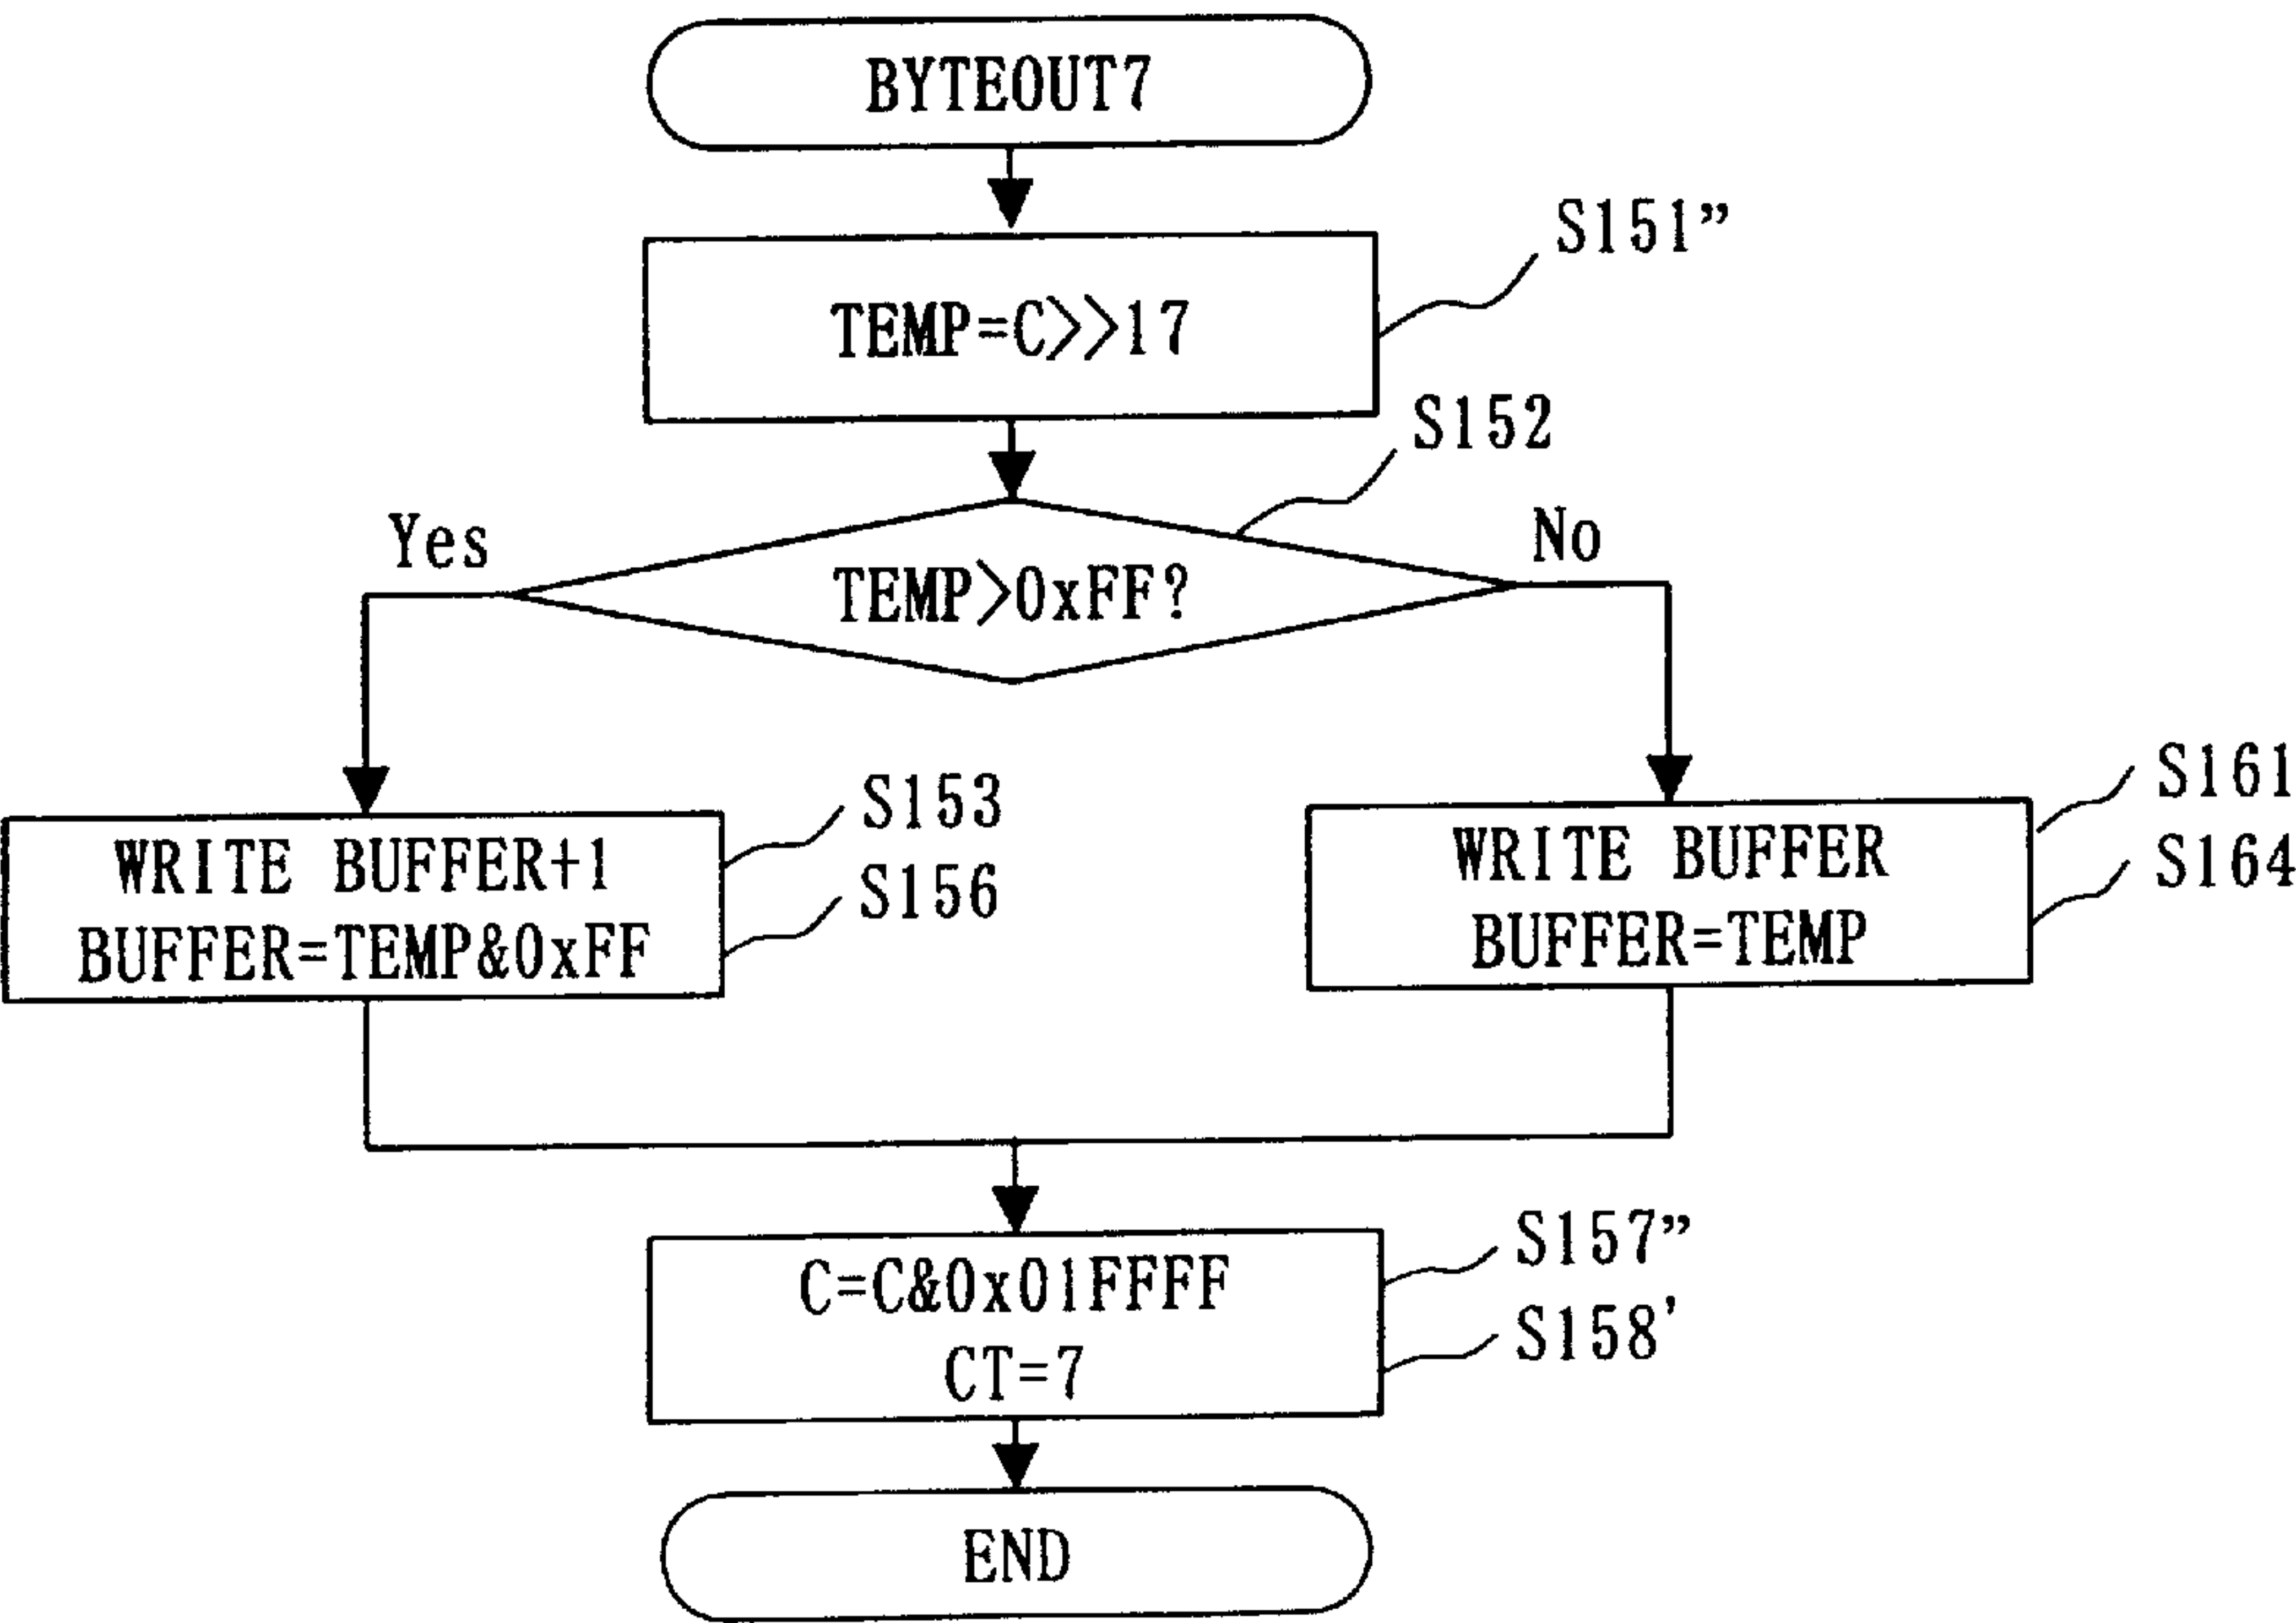 BYTEOUT7
S151”
TEMP=C>>17
S152
Yes
No
TEMP>0xFF?
S153
WRITE BUFFER+1
S156
BUFFER=TEMP&0xFF
S161
WRITE BUFFER
S164
BUFFER=TEMP
S157”
C=C&0x01FFFF
S158'
CT=7
END